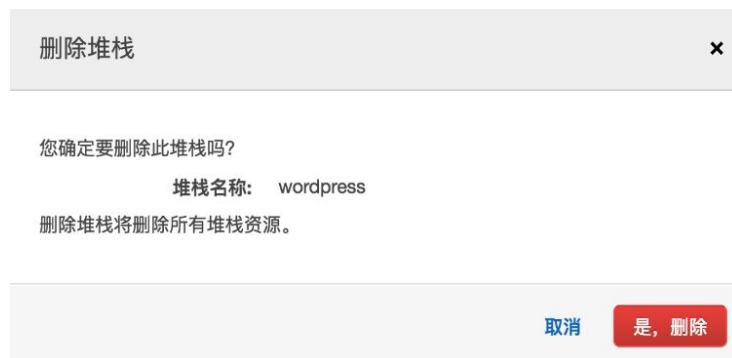 删除堆栈
×
您确定要删除此堆栈吗?
堆栈名称: wordpress
删除堆栈将删除所有堆栈资源。
取消 是，删除